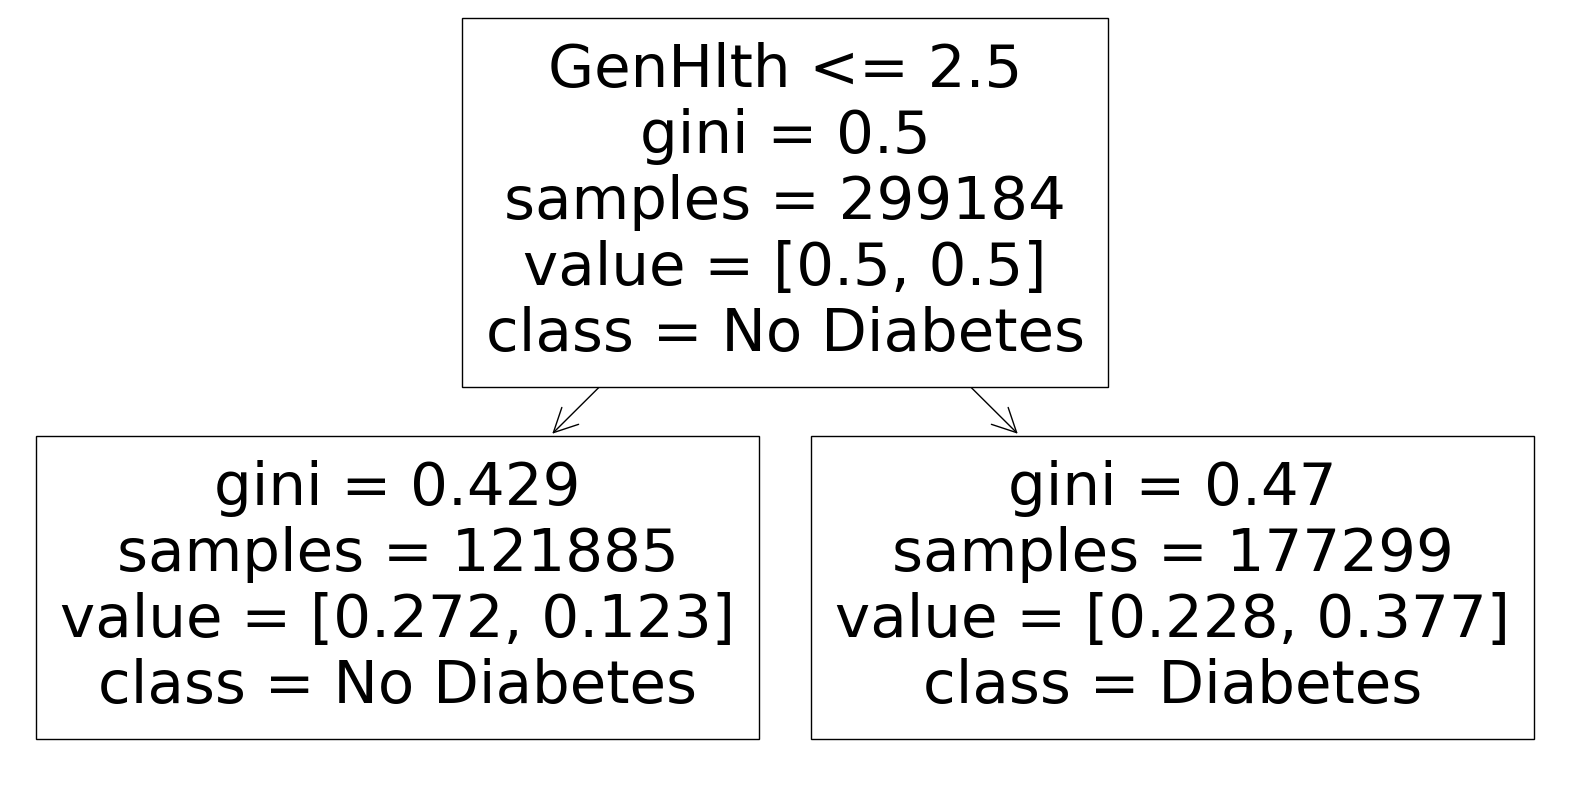 GenHlth <= 2.5
gini = 0.5
samples = 299184
value = [0.5, 0.5]
class = No Diabetes
gini = 0.429
samples = 121885
value = [0.272, 0.123]
class = No Diabetes
gini = 0.47
samples = 177299
value = [0.228, 0.377]
class = Diabetes